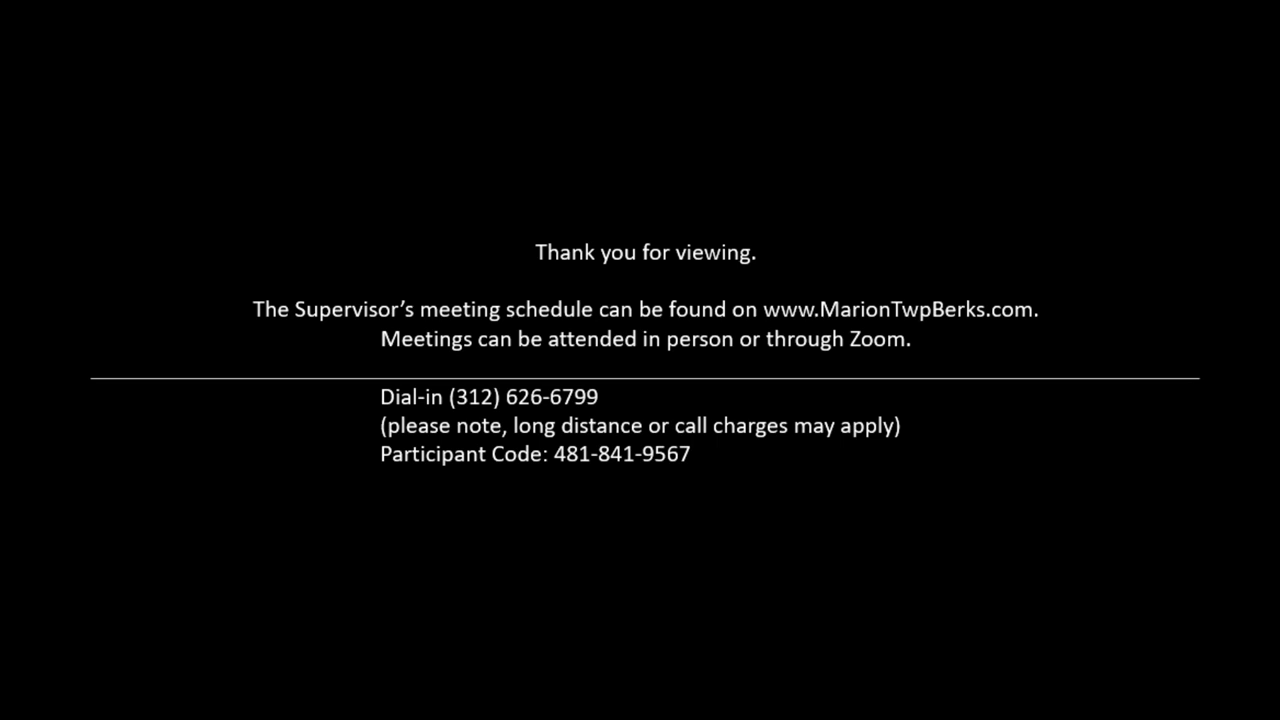 Thank you for viewing.
The Supervisor’s meeting schedule can be found on www.MarionTwpBerks.com.
Meetings can be attended in person or through Zoom.
Dial-in (312) 626-6799
(please note, long distance or call charges may apply)
Participant Code: 481-841-9567